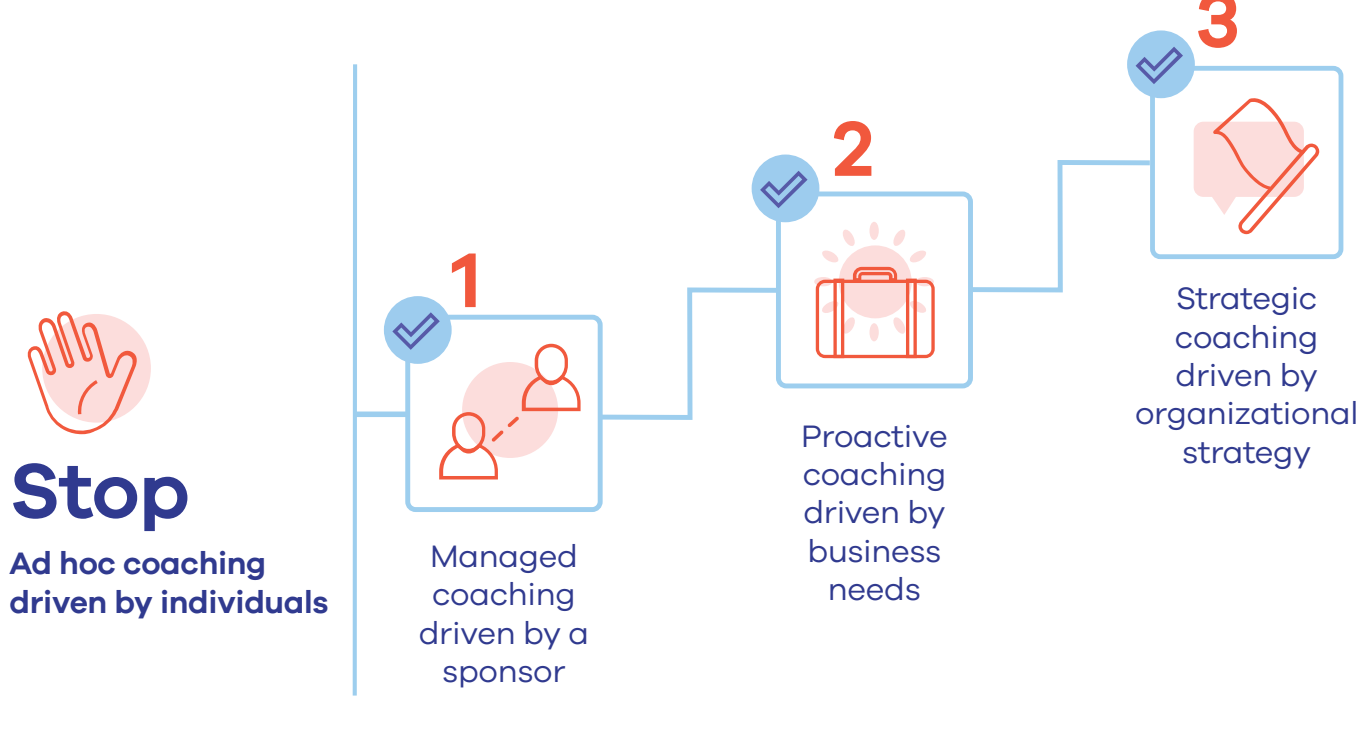 Stop
Ad hoc coaching
driven by individuals
1
Managed
coaching
driven by a
sponsor
2
Proactive
coaching
driven by
business
needs
3
Strategic
coaching
driven by
organizational
strategy